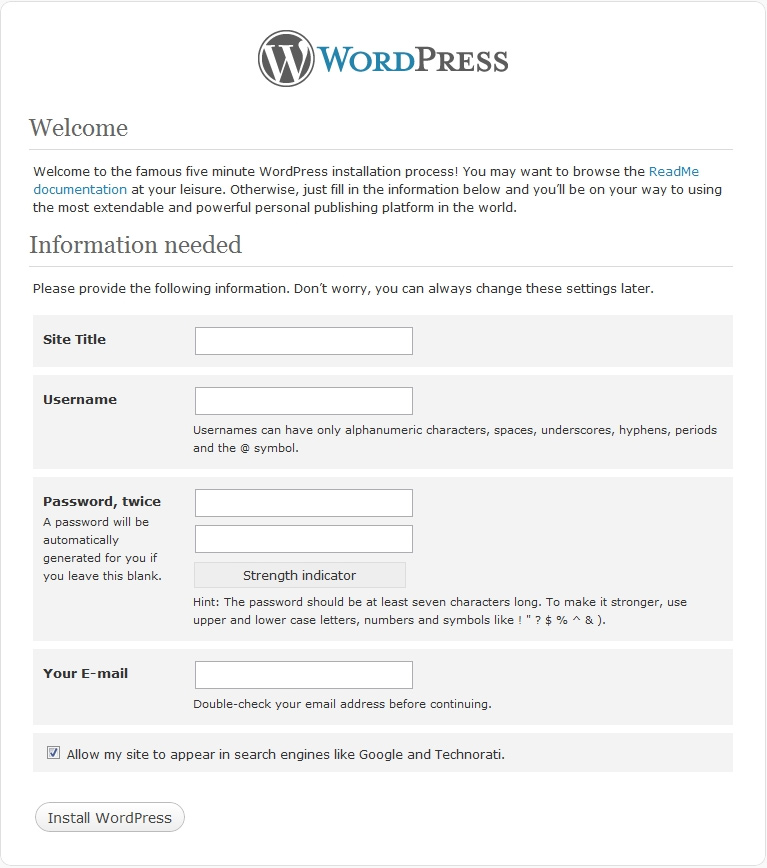 WORDPRESS
Welcome
Welcome to the famous five minute WordPress installation process! You may want to browse the ReadMe
documentation at your leisure. Otherwise, just fill in the information below and you’ll be on your way to using
the most extendable and powerful personal publishing platform in the world.
Information needed
Please provide the following information. Don’t worry, you can always change these settings later.
Site Title
Username
Usernames can have only alphanumeric characters, spaces, underscores, hyphens, periods
and the @ symbol.
Password, twice
A password will be
automatically
generated for you if
you leave this blank.
Strength indicator
Hint: The password should be at least seven characters long. To make it stronger, use
upper and lower case letters, numbers and symbols like ! " ? $ % ^ & ).
Your E-mail
Double-check your email address before continuing.
Allow my site to appear in search engines like Google and Technorati.
Install WordPress